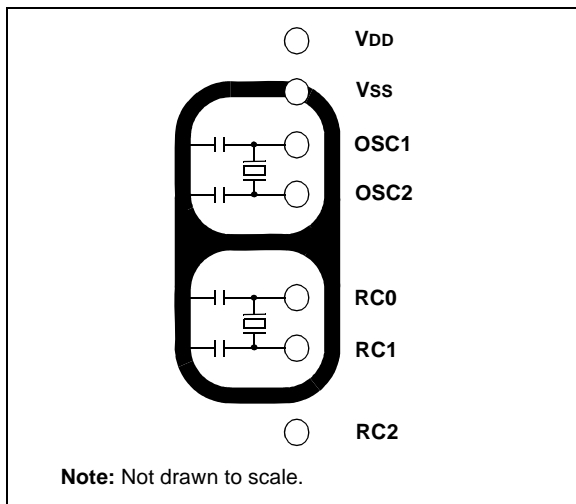 VDD
VSS
OSC1
OSC2
RC0
RC1
RC2
Note: Not drawn to scale.